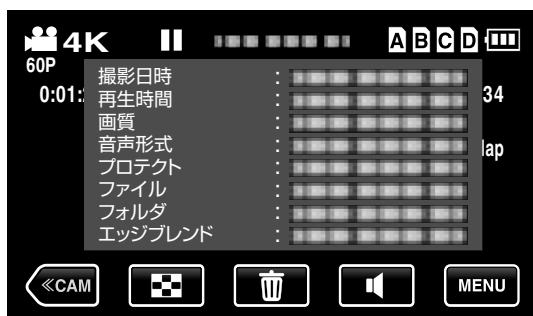 4K A B C D
60P
0:01: 34
撮影日時 :
再生時間 :
画質 :
音声形式 :
プロテクト :
ファイル :
フォルダ :
エッジブレンド :
≪CAM MENU